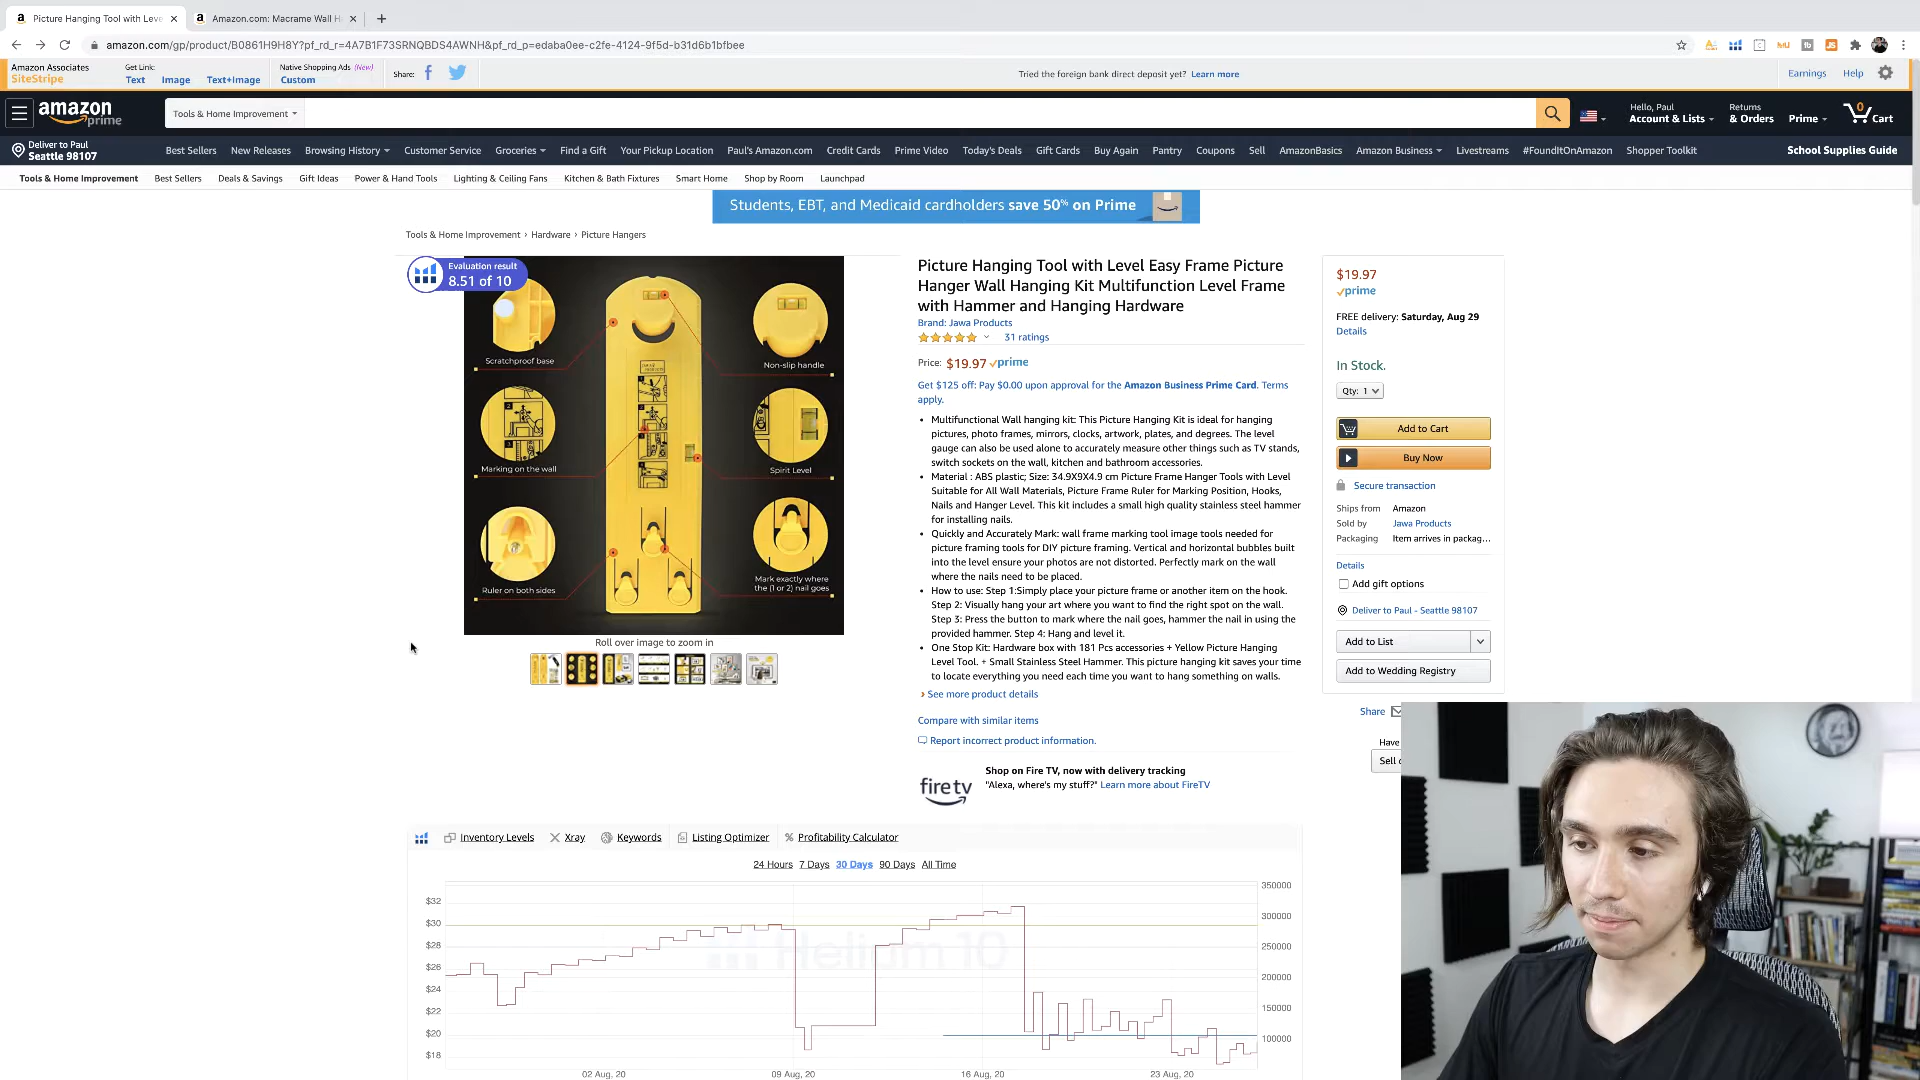 Picture Hanging Tool with Leve
Amazon.com: Macrame Wall H
amazon.com/gp/product/B0861H9H8Y?pf_rd_r=4A7B1F73SRNQBDS4AWNH&pf_rd_p=edaba0ee-c2fe-4124-9f5d-b31d6b1bfbee
Amazon Associates
SiteStripe
Get Link:
Text Image Text+Image
Native Shopping Ads (New)
Custom
Share:
Tried the foreign bank direct deposit yet? Learn more
Earnings Help
amazon prime
Tools & Home Improvement
Hello, Paul
Account & Lists
Returns
& Orders
Prime
0
Cart
Deliver to Paul
Seattle 98107
Best Sellers New Releases Browsing History Customer Service Groceries Find a Gift Your Pickup Location Paul's Amazon.com Credit Cards Prime Video Today's Deals Gift Cards Buy Again Pantry Coupons Sell AmazonBasics Amazon Business Livestreams #FoundItOnAmazon Shopper Toolkit
School Supplies Guide
Tools & Home Improvement Best Sellers Deals & Savings Gift Ideas Power & Hand Tools Lighting & Ceiling Fans Kitchen & Bath Fixtures Smart Home Shop by Room Launchpad
Students, EBT, and Medicaid cardholders save 50% on Prime
Tools & Home Improvement › Hardware › Picture Hangers
Evaluation result
8.51 of 10
Scratchproof base
Non-slip handle
Marking on the wall
Spirit Level
Ruler on both sides
Mark exactly where
the (1 or 2) nail goes
Roll over image to zoom in
Picture Hanging Tool with Level Easy Frame Picture
Hanger Wall Hanging Kit Multifunction Level Frame
with Hammer and Hanging Hardware
Brand: Jawa Products
31 ratings
Price: $19.97 prime
Get $125 off: Pay $0.00 upon approval for the Amazon Business Prime Card. Terms
apply.
• Multifunctional Wall hanging kit: This Picture Hanging Kit is ideal for hanging
pictures, photo frames, mirrors, clocks, artwork, plates, and degrees. The level
gauge can also be used alone to accurately measure other things such as TV stands,
switch sockets on the wall, kitchen and bathroom accessories.
• Material : ABS plastic; Size: 34.9X9X4.9 cm Picture Frame Hanger Tools with Level
Suitable for All Wall Materials, Picture Frame Ruler for Marking Position, Hooks,
Nails and Hanger Level. This kit includes a small high quality stainless steel hammer
for installing nails.
• Quickly and Accurately Mark: wall frame marking tool image tools needed for
picture framing tools for DIY picture framing. Vertical and horizontal bubbles built
into the level ensure your photos are not distorted. Perfectly mark on the wall
where the nails need to be placed.
• How to use: Step 1:Simply place your picture frame or another item on the hook.
Step 2: Visually hang your art where you want to find the right spot on the wall.
Step 3: Press the button to mark where the nail goes, hammer the nail in using the
provided hammer. Step 4: Hang and level it.
• One Stop Kit: Hardware box with 181 Pcs accessories + Yellow Picture Hanging
Level Tool. + Small Stainless Steel Hammer. This picture hanging kit saves your time
to locate everything you need each time you want to hang something on walls.
› See more product details
Compare with similar items
Report incorrect product information.
fire tv
Shop on Fire TV, now with delivery tracking
"Alexa, where's my stuff?" Learn more about FireTV
$19.97
prime
FREE delivery: Saturday, Aug 29
Details
In Stock.
Qty: 1
Add to Cart
Buy Now
Secure transaction
Ships from Amazon
Sold by Jawa Products
Packaging Item arrives in packag...
Details
Add gift options
Deliver to Paul - Seattle 98107
Add to List
Add to Wedding Registry
Share
Have
Sell
Inventory Levels Xray Keywords Listing Optimizer Profitability Calculator
24 Hours 7 Days 30 Days 90 Days All Time
Helium 10
$32
$30
$28
$26
$24
$22
$20
$18
350000
300000
250000
200000
150000
100000
02 Aug, 20 09 Aug, 20 16 Aug, 20 23 Aug, 20